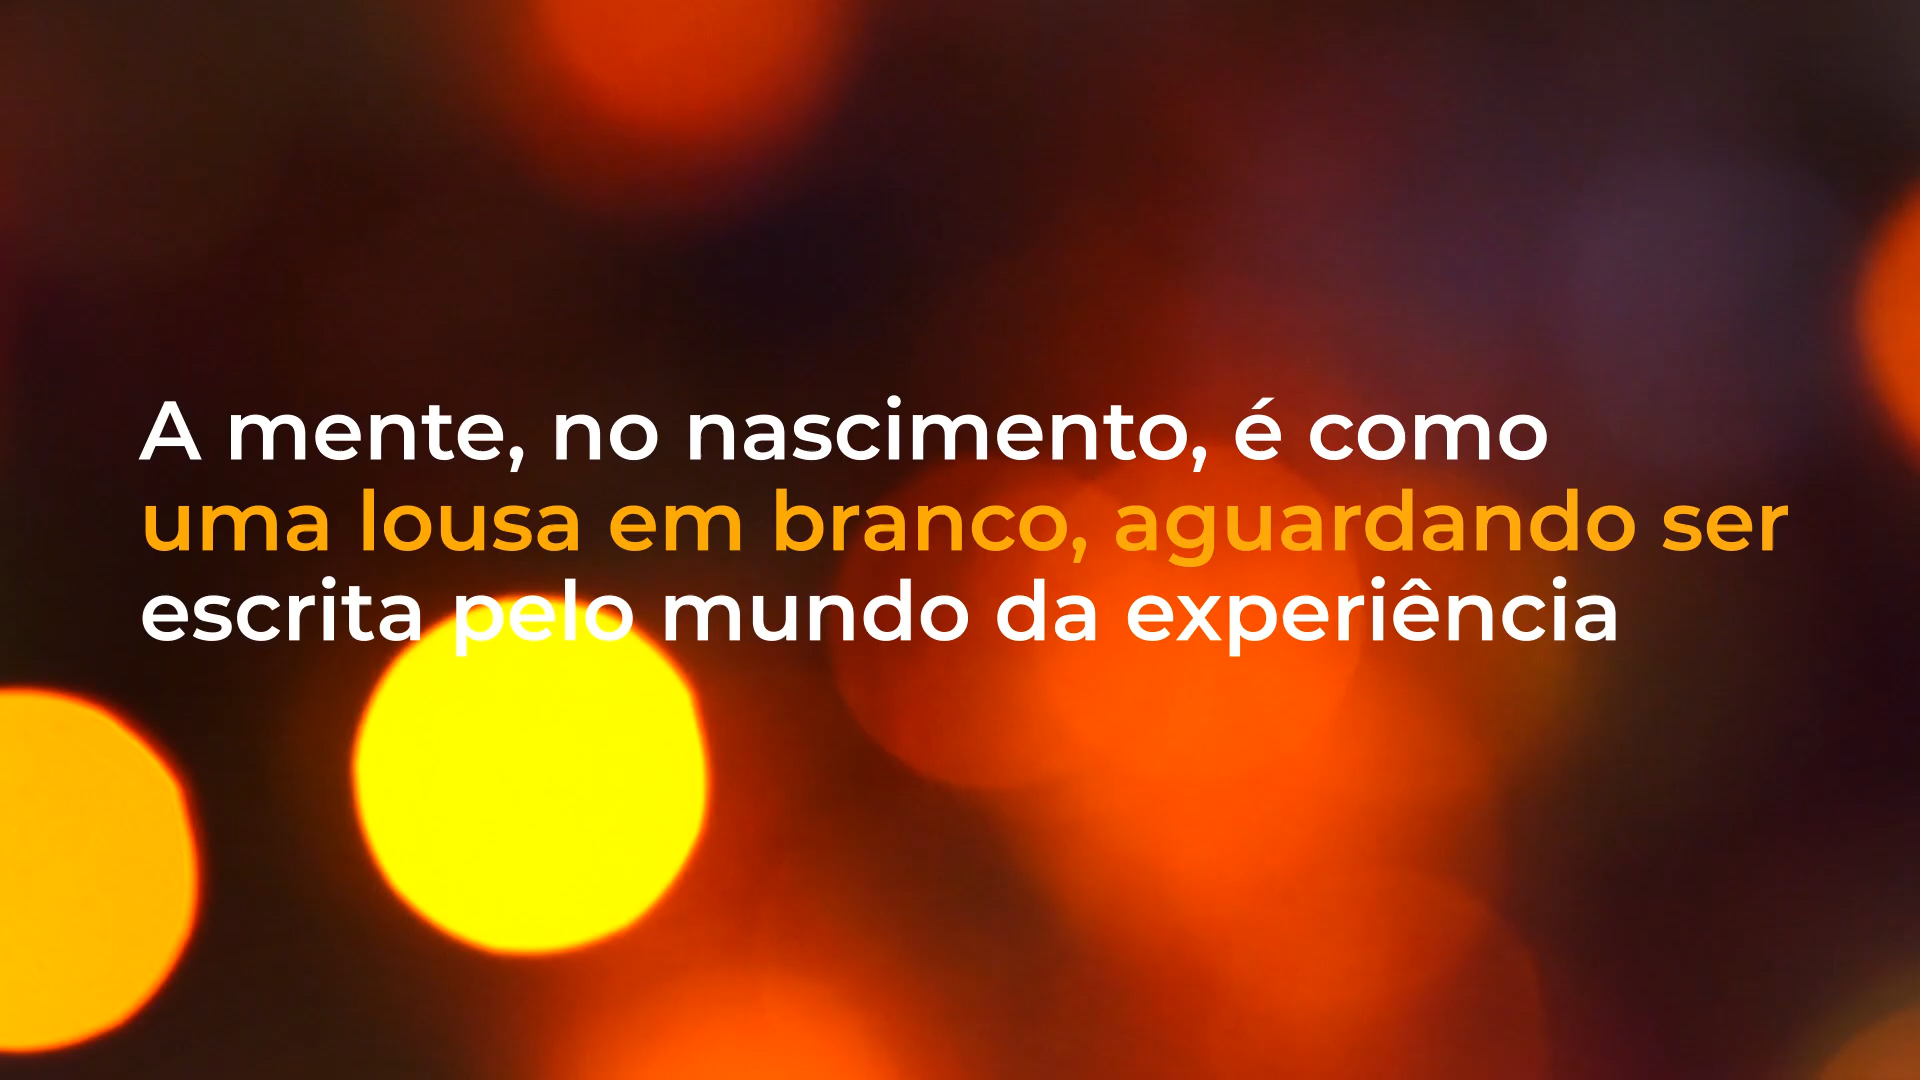 A mente, no nascimento, é como
uma lousa em branco, aguardando ser
escrita pelo mundo da experiência